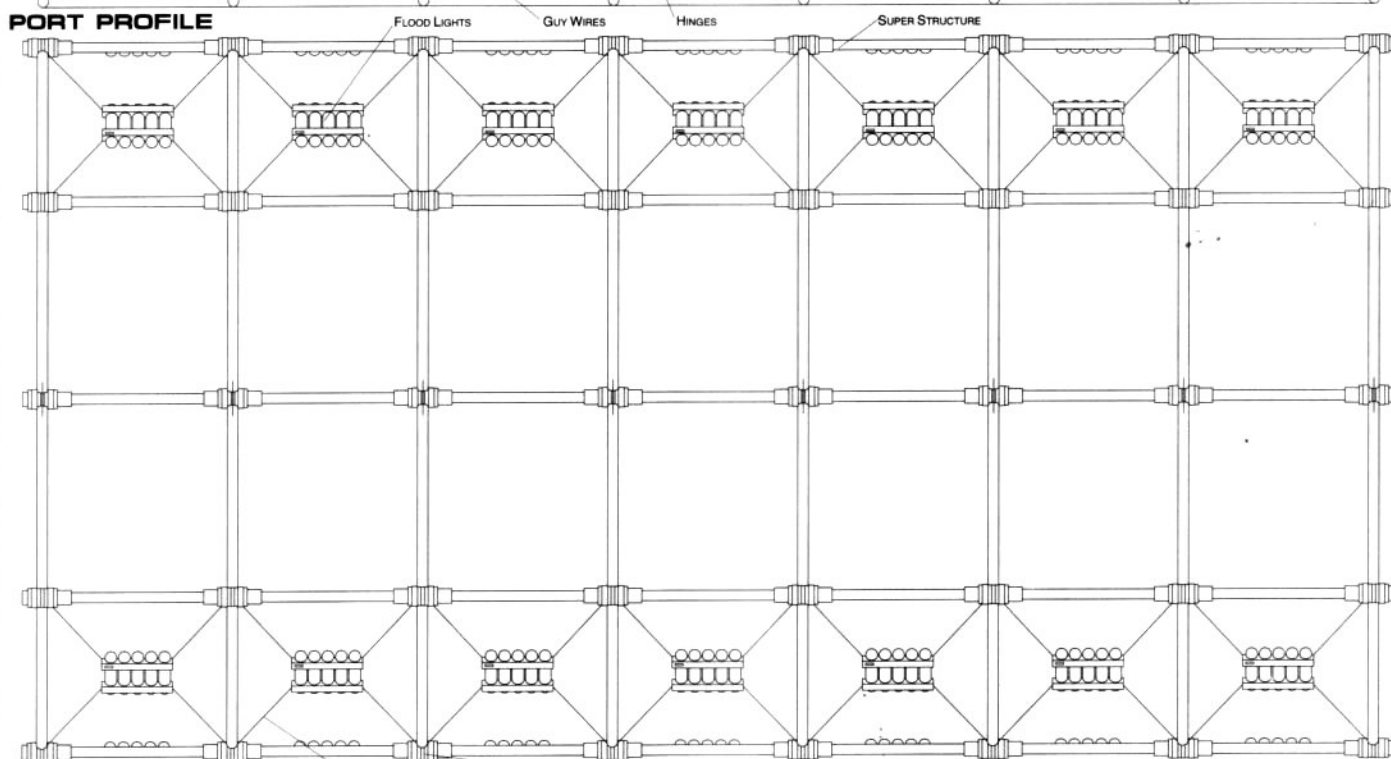 PORT PROFILE
FLOOD LIGHTS
GUY WIRES
HINGES
SUPER STRUCTURE